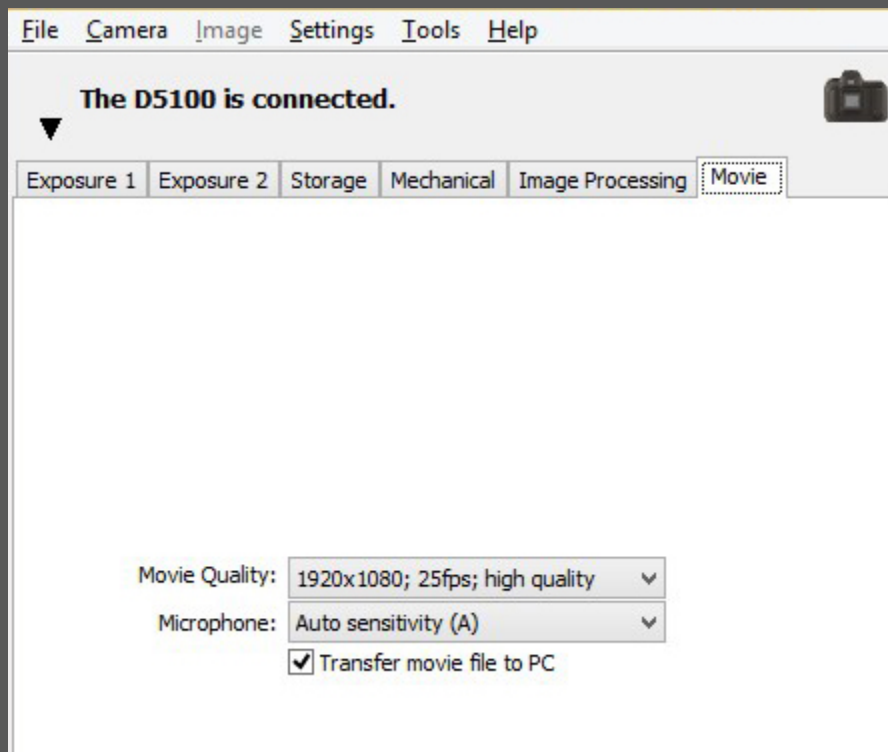 File Camera Image Settings Tools Help
The D5100 is connected.
Exposure 1 Exposure 2 Storage Mechanical Image Processing Movie
Movie Quality: 1920x1080; 25fps; high quality
Microphone: Auto sensitivity (A)
Transfer movie file to PC